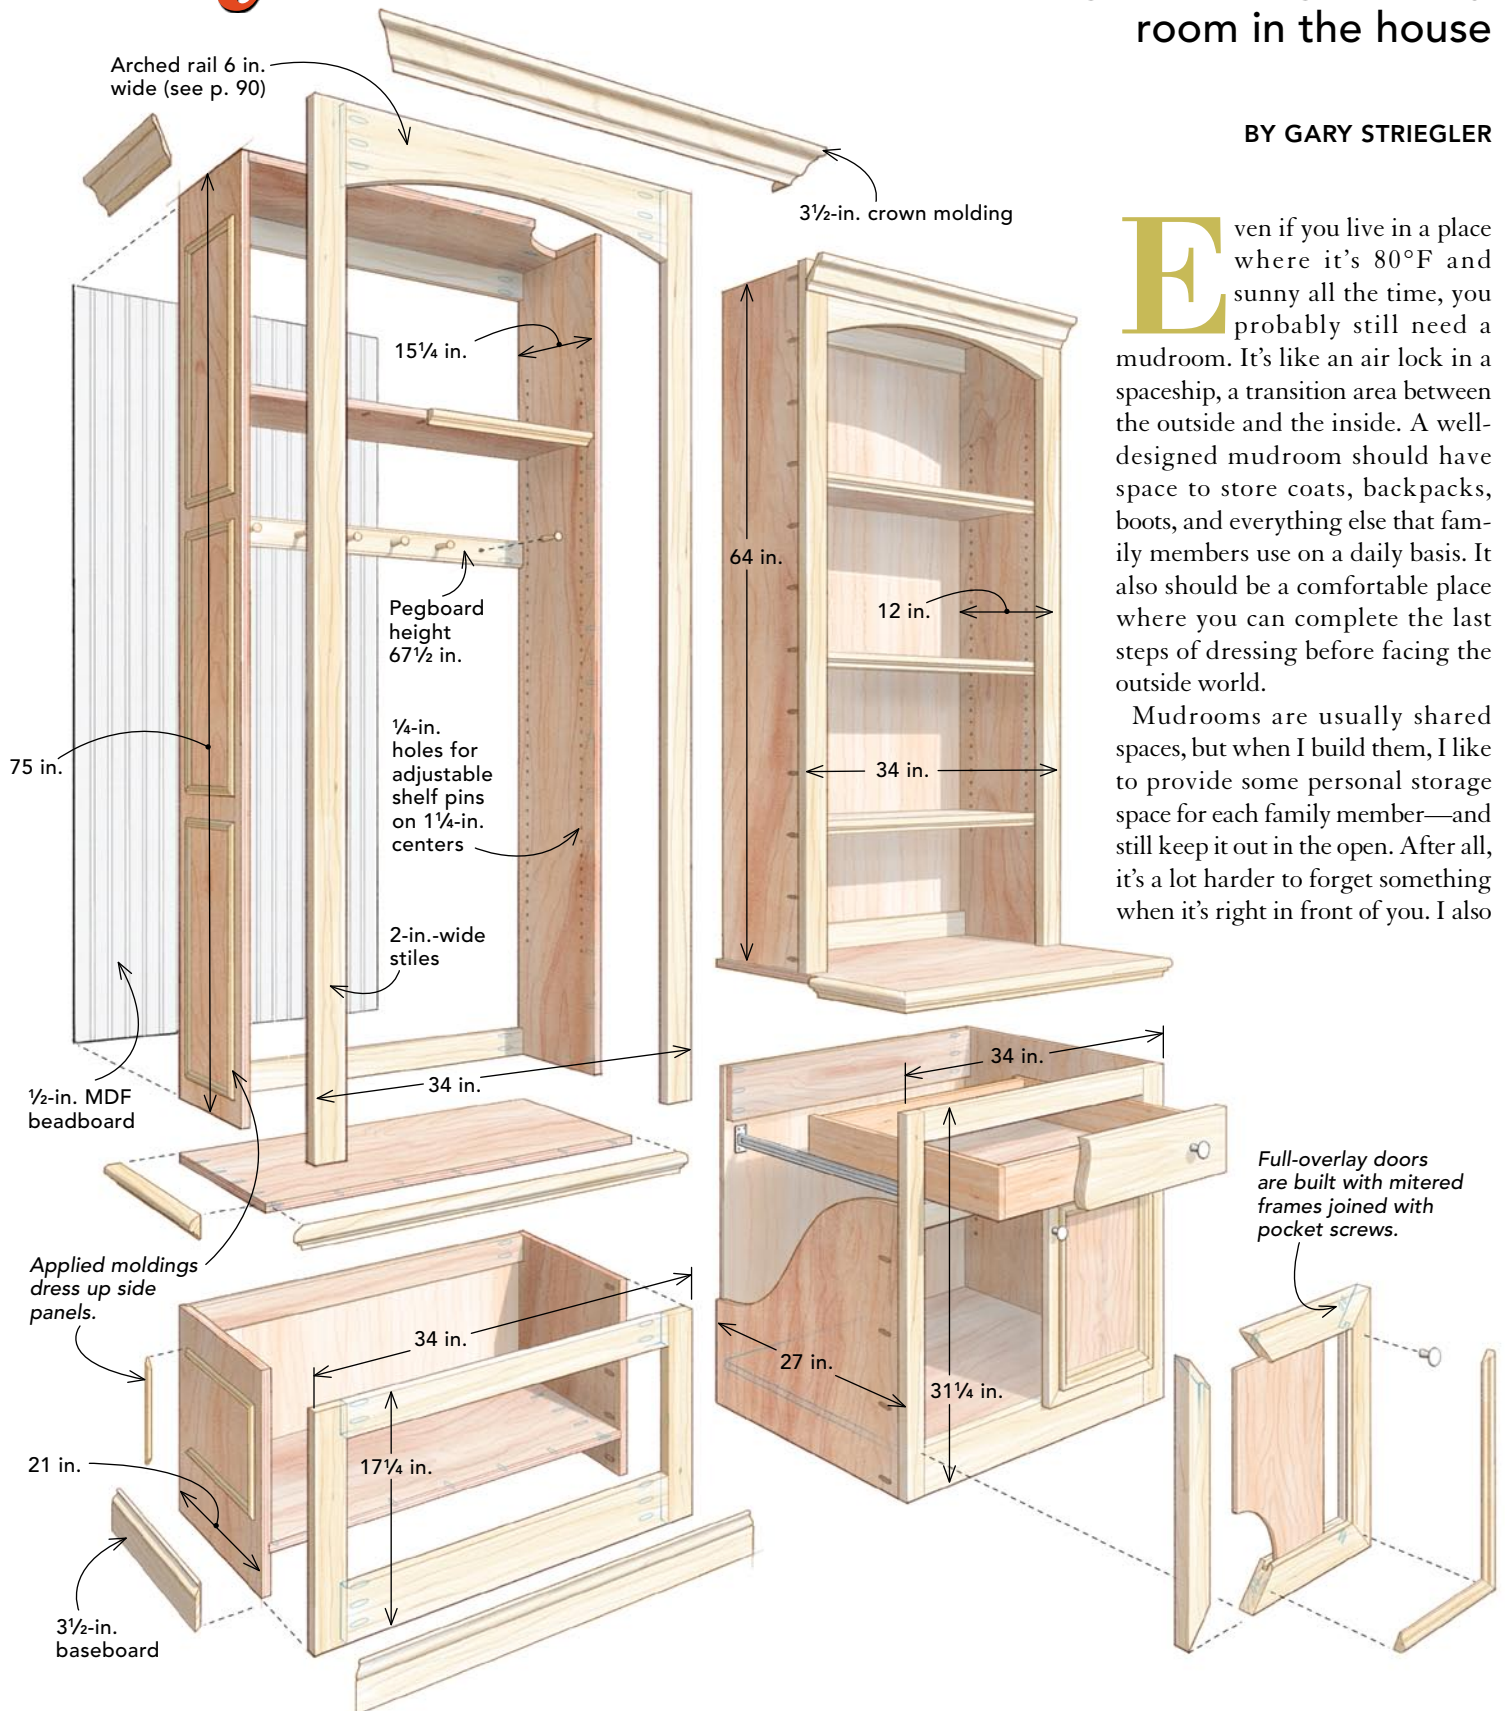 room in the house
BY GARY STRIEGLER
Arched rail 6 in.
wide (see p. 90)
3½-in. crown molding
15¼ in.
Pegboard
height
67½ in.
¼-in.
holes for
adjustable
shelf pins
on 1¼-in.
centers
75 in.
2-in.-wide
stiles
½-in. MDF
beadboard
34 in.
Applied moldings
dress up side
panels.
34 in.
17¼ in.
21 in.
3½-in.
baseboard
64 in.
12 in.
34 in.
34 in.
27 in.
31¼ in.
Full-overlay doors
are built with mitered
frames joined with
pocket screws.
Even if you live in a place
where it's 80°F and
sunny all the time, you
probably still need a
mudroom. It's like an air lock in a
spaceship, a transition area between
the outside and the inside. A well-
designed mudroom should have
space to store coats, backpacks,
boots, and everything else that fam-
ily members use on a daily basis. It
also should be a comfortable place
where you can complete the last
steps of dressing before facing the
outside world.
Mudrooms are usually shared
spaces, but when I build them, I like
to provide some personal storage
space for each family member—and
still keep it out in the open. After all,
it's a lot harder to forget something
when it's right in front of you. I also